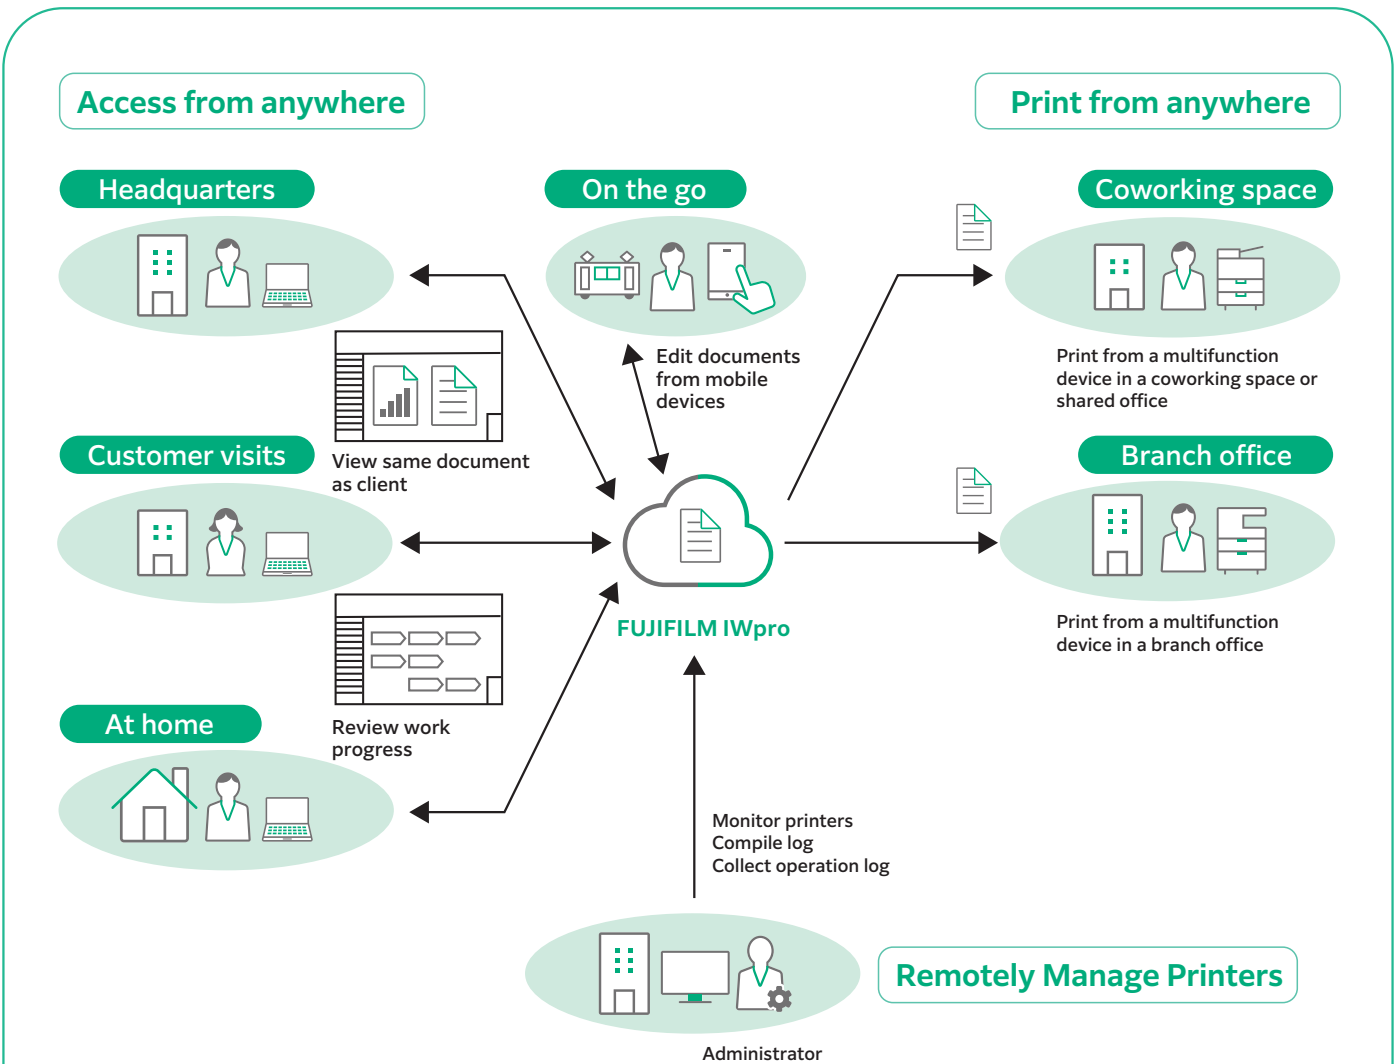 Access from anywhere
Print from anywhere
Headquarters
On the go
Coworking space
Edit documents
from mobile
devices
Print from a multifunction
device in a coworking space or
shared office
Customer visits
View same document
as client
Branch office
FUJIFILM IWpro
Print from a multifunction
device in a branch office
At home
Review work
progress
Monitor printers
Compile log
Collect operation log
Remotely Manage Printers
Administrator